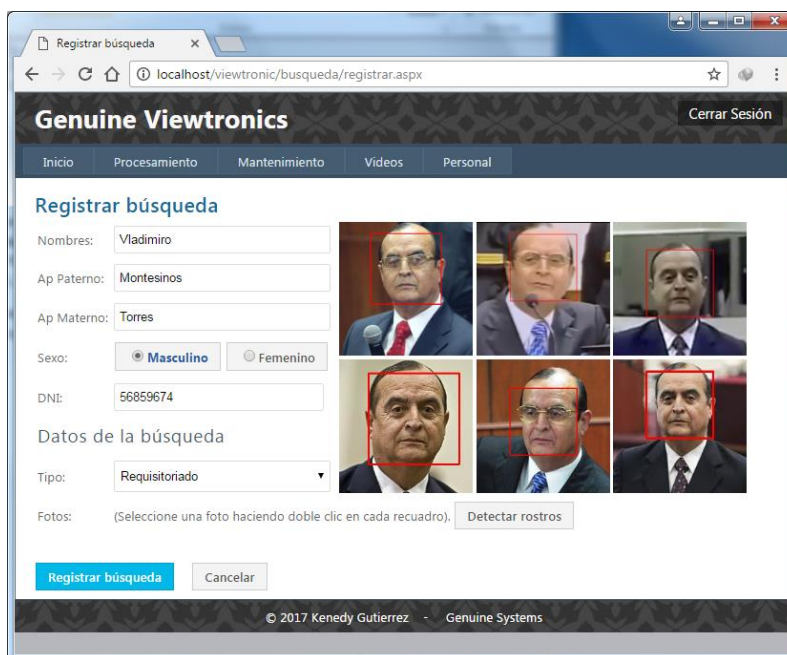 Registrar búsqueda
localhost/viewtronic/busqueda/registrar.aspx
Genuine Viewtronics
Cerrar Sesión
Inicio Procesamiento Mantenimiento Videos Personal
Registrar búsqueda
Nombres: Vladimiro
Ap Paterno: Montesinos
Ap Materno: Torres
Sexo: Masculino Femenino
DNI: 56859674
Datos de la búsqueda
Tipo: Requisitoriado
Fotos: (Seleccione una foto haciendo doble clic en cada recuadro). Detectar rostros
Registrar búsqueda Cancelar
© 2017 Kenedy Gutierrez - Genuine Systems